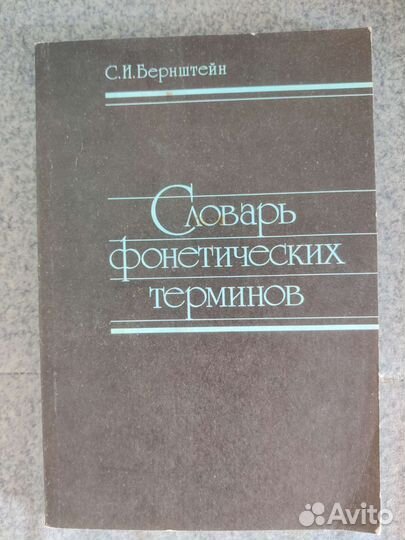 С.И.Бернштейн
Словарь
фонетических
терминов
Avito